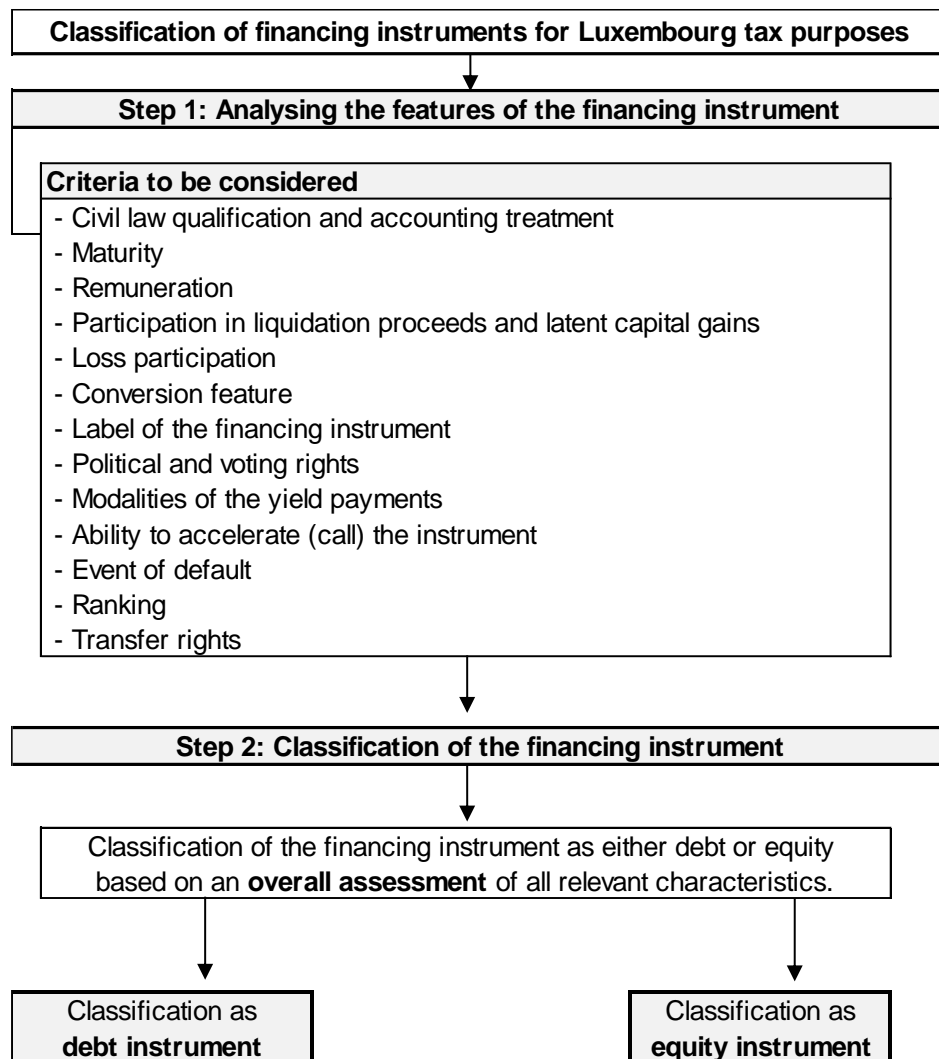 Classification of financing instruments for Luxembourg tax purposes
Step 1: Analysing the features of the financing instrument
Criteria to be considered
- Civil law qualification and accounting treatment
- Maturity
- Remuneration
- Participation in liquidation proceeds and latent capital gains
- Loss participation
- Conversion feature
- Label of the financing instrument
- Political and voting rights
- Modalities of the yield payments
- Ability to accelerate (call) the instrument
- Event of default
- Ranking
- Transfer rights
Step 2: Classification of the financing instrument
Classification of the financing instrument as either debt or equity
based on an overall assessment of all relevant characteristics.
Classification as
debt instrument
Classification as
equity instrument